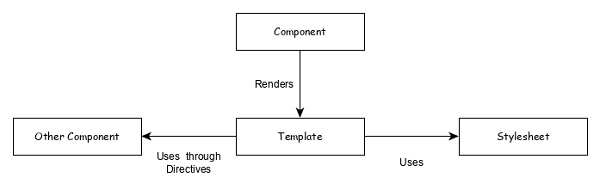 Component
Renders
Other Component
Template
Stylesheet
Uses through
Directives
Uses